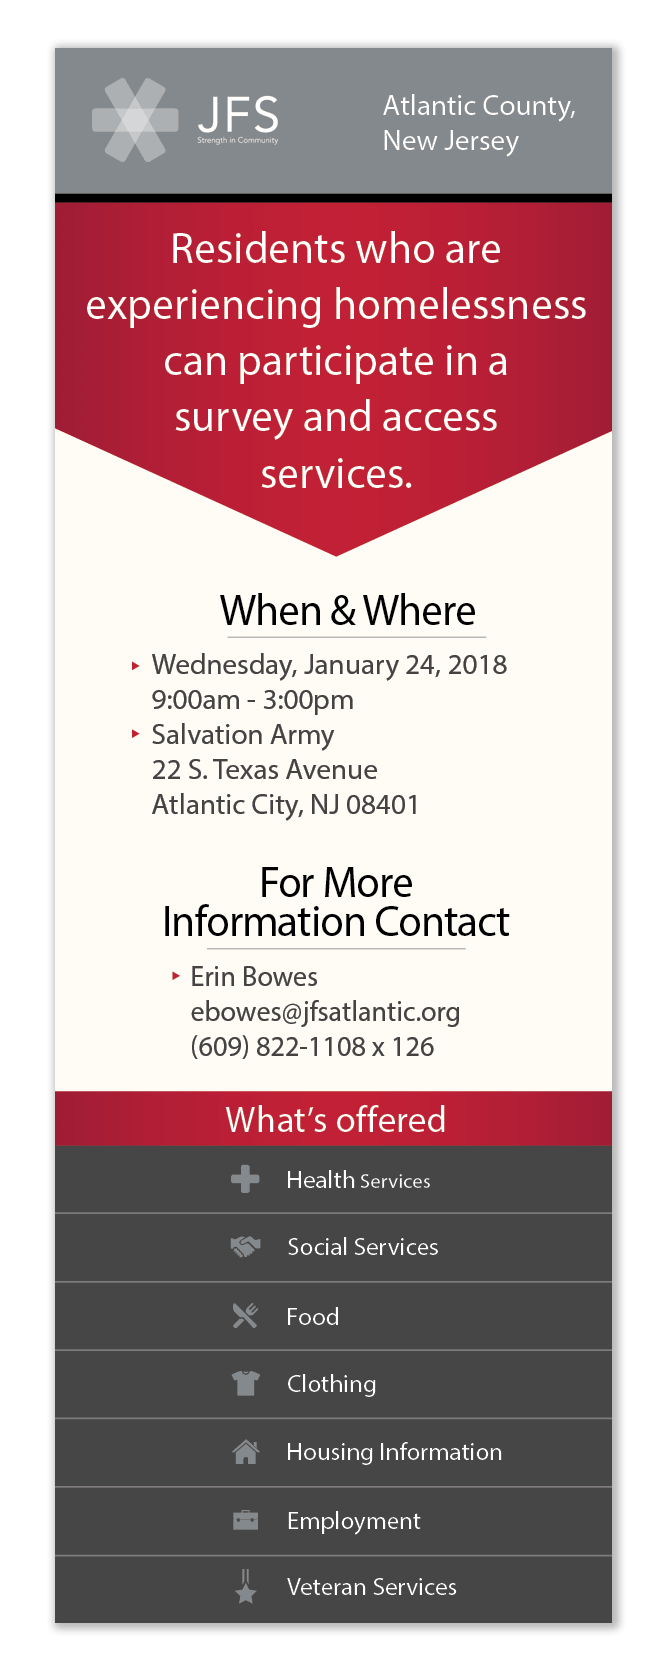 JFS
Strength in Community
Atlantic County,
New Jersey
Residents who are
experiencing homelessness
can participate in a
survey and access
services.
When & Where
Wednesday, January 24, 2018
9:00am - 3:00pm
Salvation Army
22 S. Texas Avenue
Atlantic City, NJ 08401
For More
Information Contact
Erin Bowes
ebowes@jfsatlantic.org
(609) 822-1108 x 126
What's offered
Health Services
Social Services
Food
Clothing
Housing Information
Employment
Veteran Services